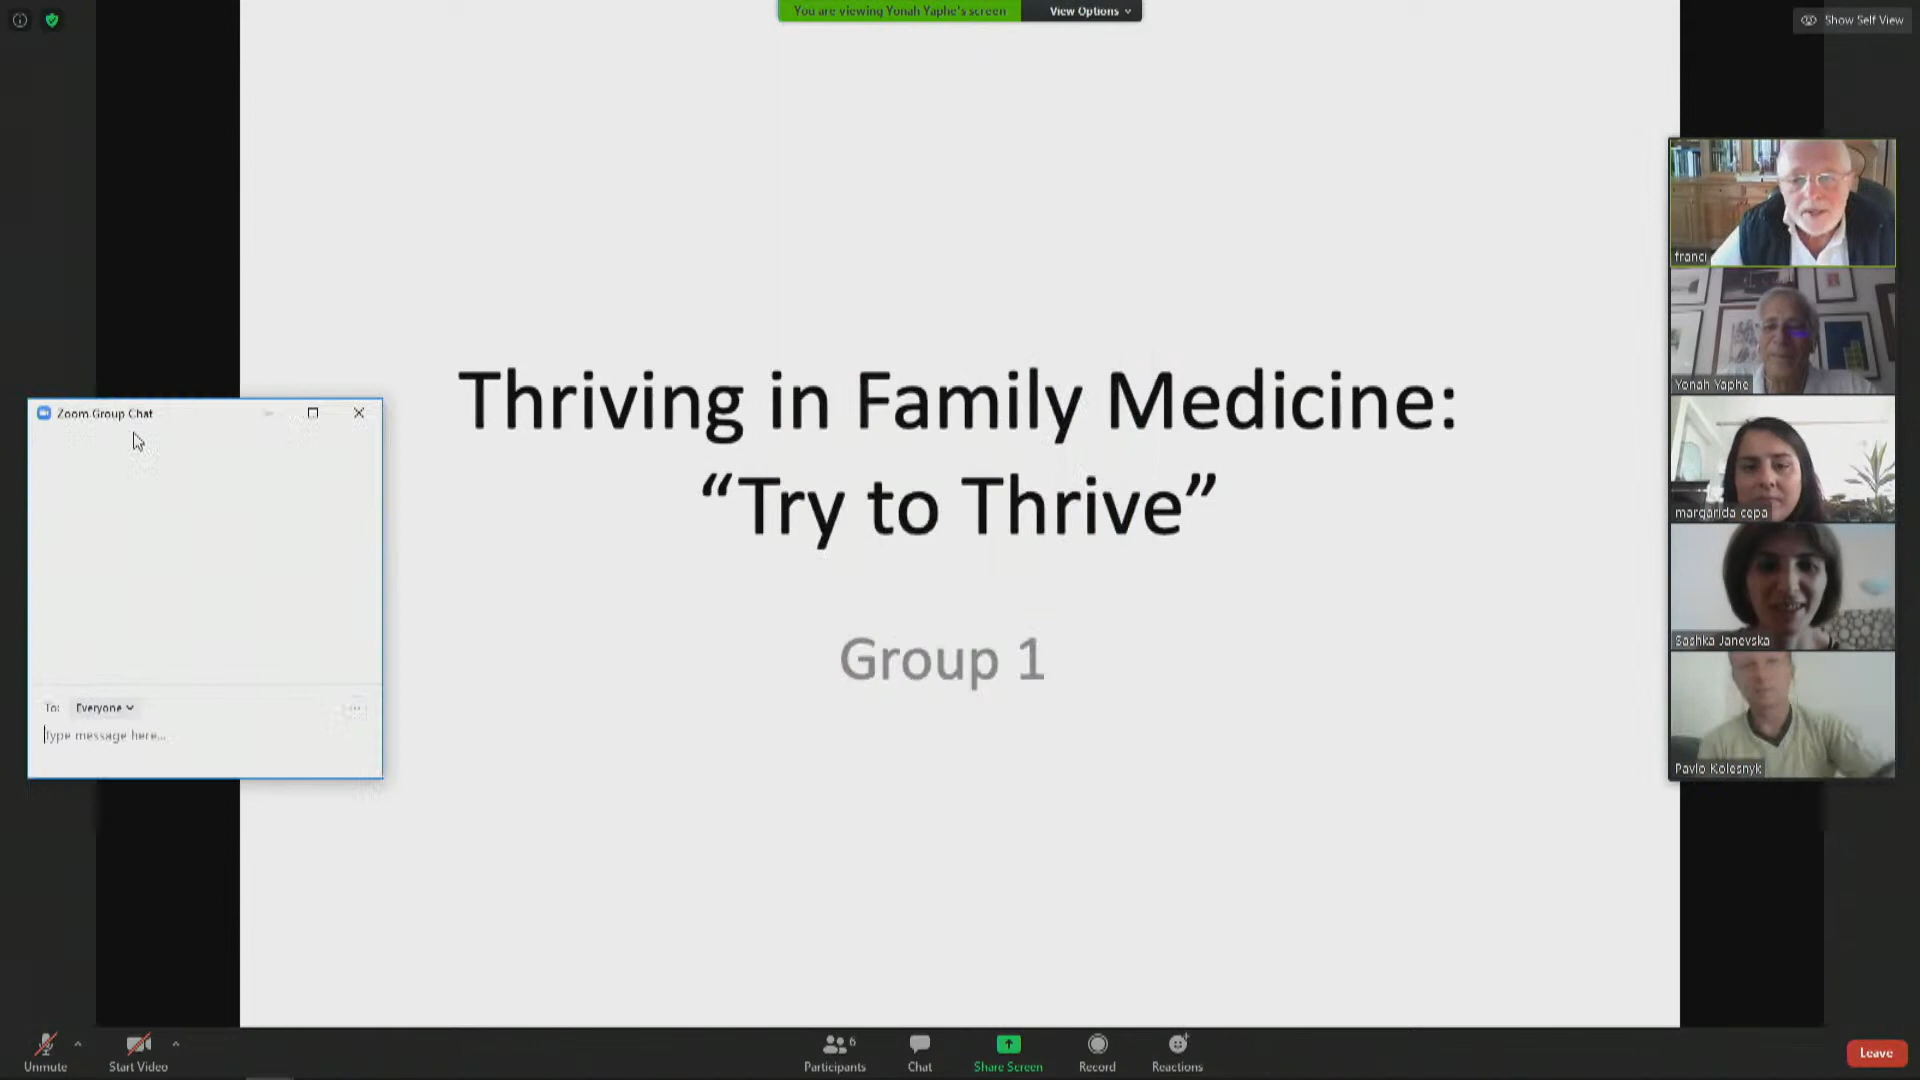 You are viewing Yonah Yaphe's screen
View Options
Show Self View
Thriving in Family Medicine:
“Try to Thrive”
Group 1
Zoom Group Chat
To: Everyone
Type message here...
franci
Yonah Yaphe
margarida cepa
Sashka Janevska
Pavlo Kolesnyk
Unmute
Start Video
Participants
6
Chat
Share Screen
Record
Reactions
Leave